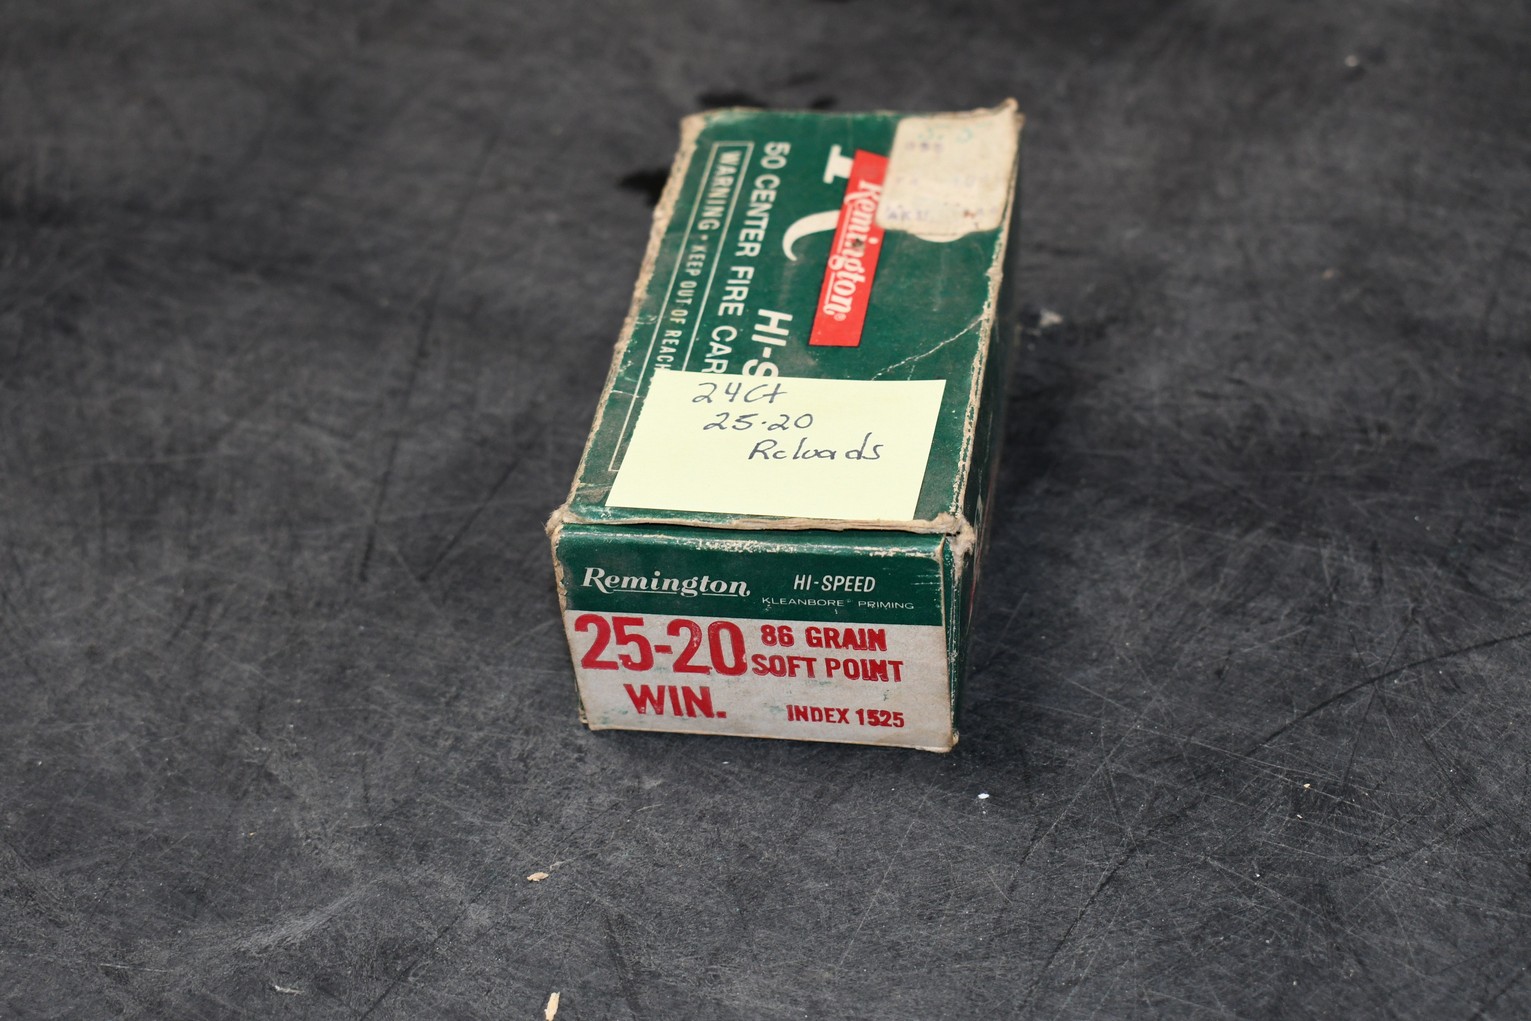 50 CENTER FIRE CAR
WARNING • KEEP OUT OF REACH
HI-S
Remington®
24Ct
25-20
Reloads
Remington HI-SPEED
KLEANBORE® PRIMING
25-20 86 GRAIN
SOFT POINT
WIN. INDEX 1525